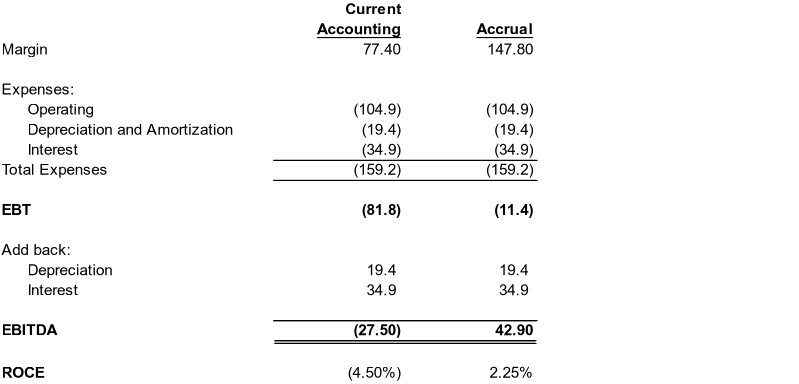 Current
Accounting Accrual
Margin 77.40 147.80
Expenses:
Operating (104.9) (104.9)
Depreciation and Amortization (19.4) (19.4)
Interest (34.9) (34.9)
Total Expenses (159.2) (159.2)
EBT (81.8) (11.4)
Add back:
Depreciation 19.4 19.4
Interest 34.9 34.9
EBITDA (27.50) 42.90
ROCE (4.50%) 2.25%